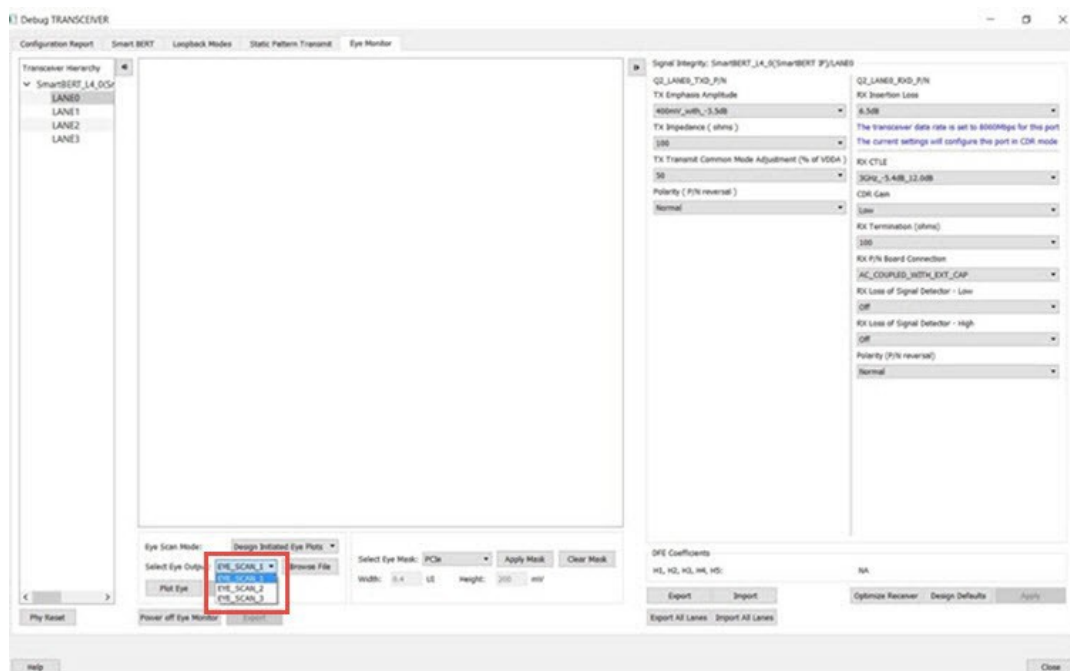 Debug TRANSCEIVER
Configuration Report Smart BERT Loopback Modes Static Pattern Transmit Eye Monitor
Transceiver Hierarchy
SmartBERT_L4_0(Sr
LANE0
LANE1
LANE2
LANE3
Eye Scan Mode: Design Initiated Eye Plots
Select Eye Outpu EYE_SCAN_1 Browse File
EYE_SCAN_1
EYE_SCAN_2
EYE_SCAN_3
Plot Eye
Select Eye Mask: PCIe Apply Mask Clear Mask
Width: 0.4 UI Height: 200 mV
Phy Reset Power off Eye Monitor Export
Signal Integrity: SmartBERT_L4_0(SmartBERT IP)/LANE0
Q2_LANE0_TXD_P/N
TX Emphasis Amplitude
400mV_with_-3.5dB
TX Impedance ( ohms )
100
TX Transmit Common Mode Adjustment (% of VDDA )
50
Polarity ( P/N reversal )
Normal
Q2_LANE0_RXD_P/N
RX Insertion Loss
6.5dB
The transceiver data rate is set to 8000Mbps for this port
The current settings will configure this port in CDR mode
RX CTLE
3GHz_-5.4dB_12.0dB
CDR Gain
Low
RX Termination (ohms)
100
RX P/N Board Connection
AC_COUPLED_WITH_EXT_CAP
RX Loss of Signal Detector - Low
Off
RX Loss of Signal Detector - High
Off
Polarity (P/N reversal)
Normal
DFE Coefficients
H1, H2, H3, H4, H5: NA
Export Import Optimize Receiver Design Defaults Apply
Export All Lanes Import All Lanes
Help Close